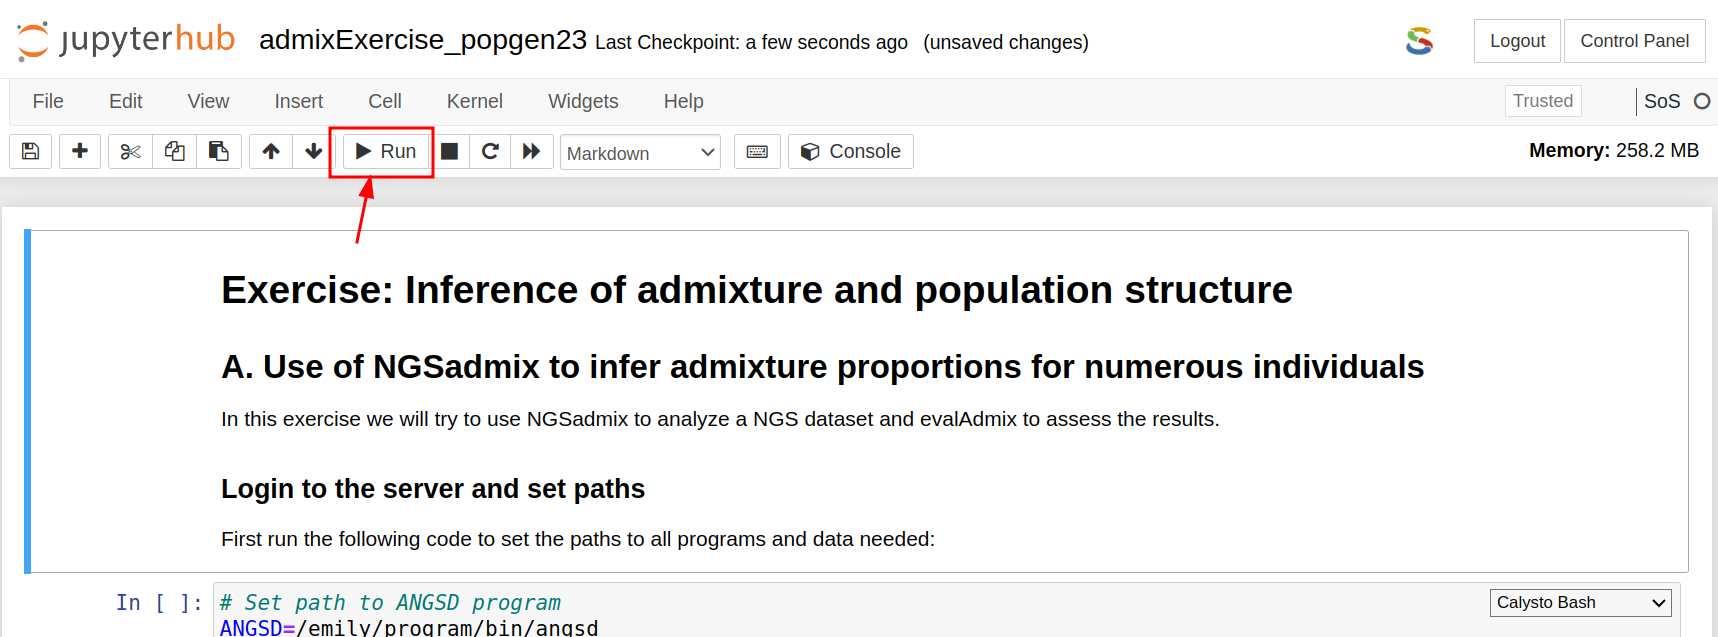 jupyterhub admixExercise_popgen23 Last Checkpoint: a few seconds ago (unsaved changes) Logout Control Panel
File Edit View Insert Cell Kernel Widgets Help Trusted SoS
Run Markdown Console Memory: 258.2 MB
Exercise: Inference of admixture and population structure
A. Use of NGSadmix to infer admixture proportions for numerous individuals
In this exercise we will try to use NGSadmix to analyze a NGS dataset and evalAdmix to assess the results.
Login to the server and set paths
First run the following code to set the paths to all programs and data needed:
In [ ]: # Set path to ANGSD program Calysto Bash
ANGSD=/emily/program/bin/angsd